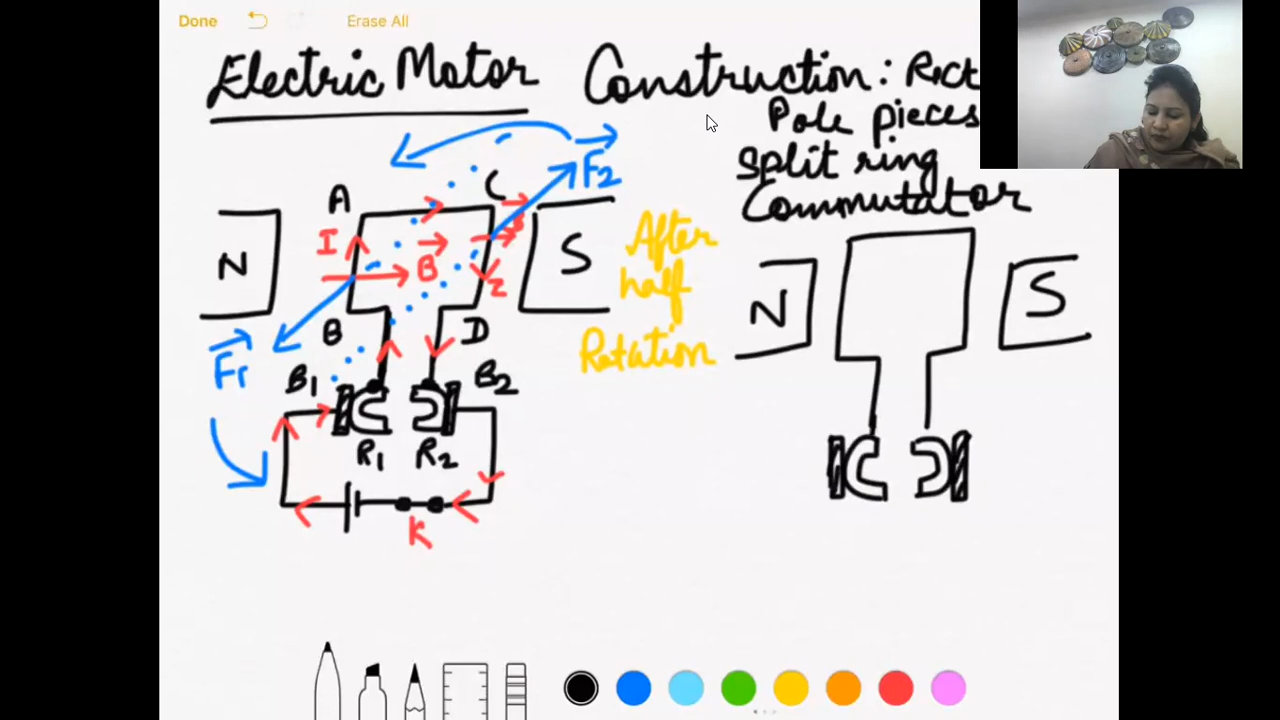 Done
Erase All
Electric Motor
Construction: Rect
Pole pieces
Split ring
Commutator
F2
A
C
I
B
N
S
I
B
D
F1
B1
B2
R1
R2
K
After
half
Rotation
N
S